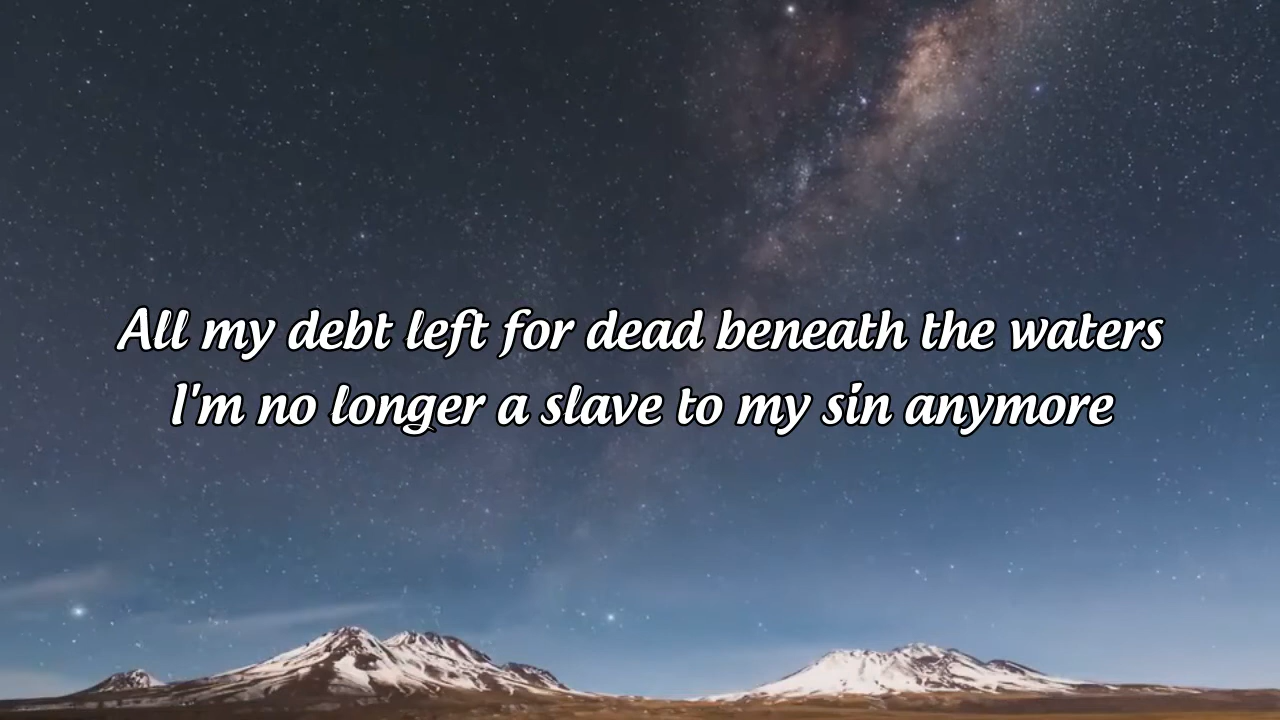 All my debt left for dead beneath the waters
I'm no longer a slave to my sin anymore